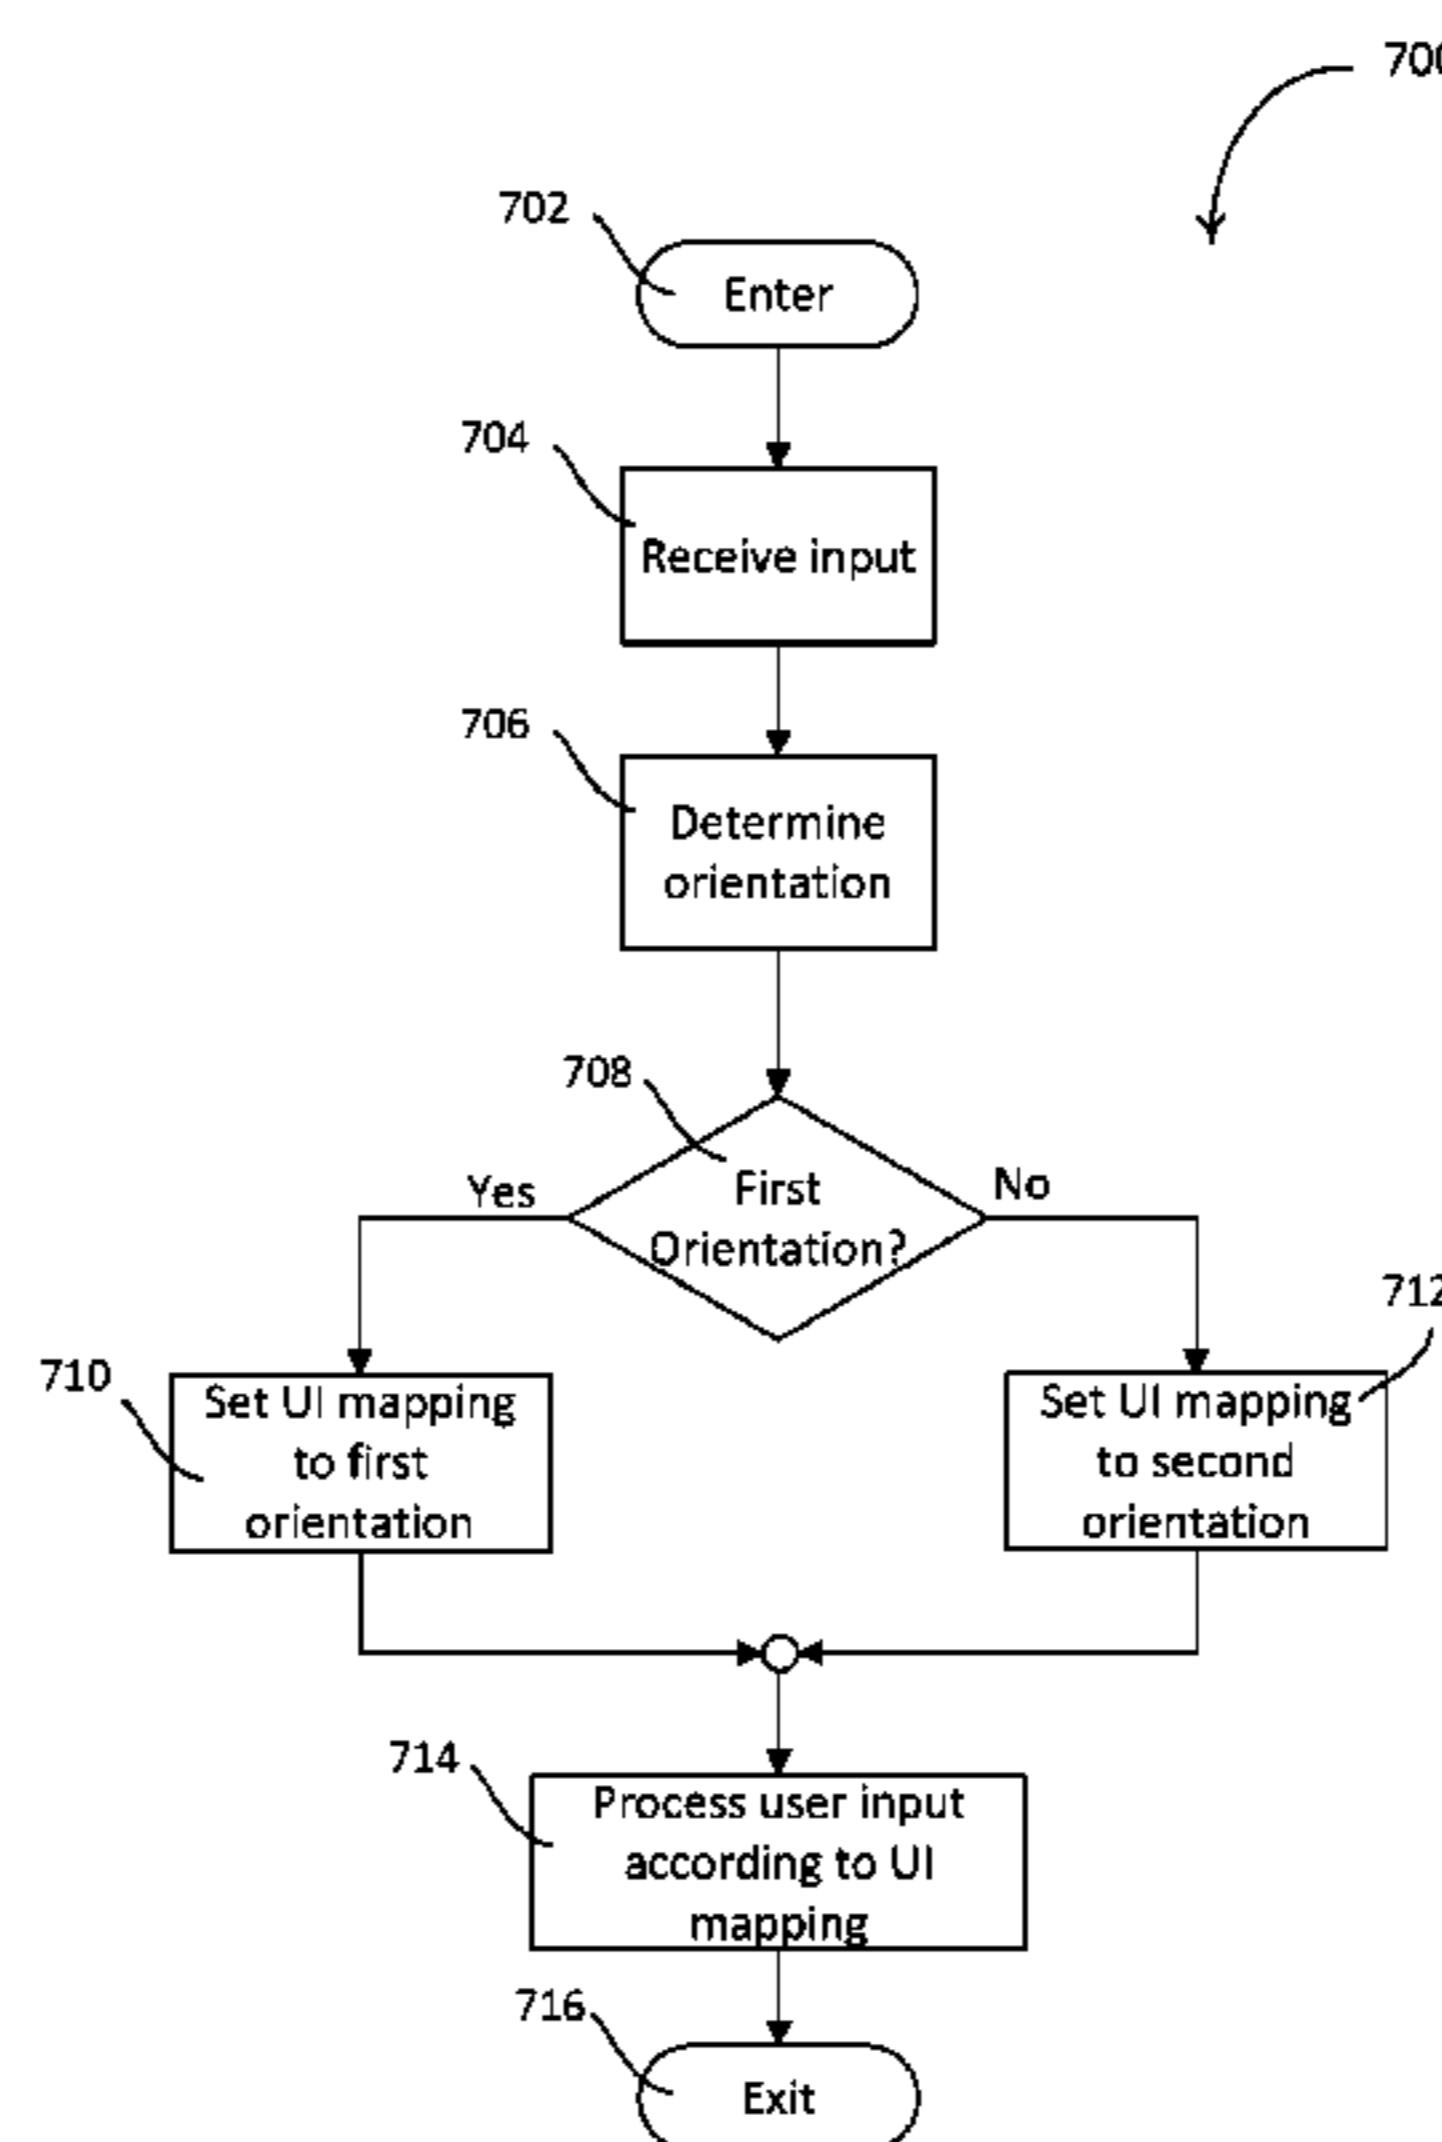 700
702
Enter
704
Receive input
706
Determine
orientation
708
First
Orientation?
Yes
No
710
Set UI mapping
to first
orientation
712
Set UI mapping
to second
orientation
714
Process user input
according to UI
mapping
716
Exit